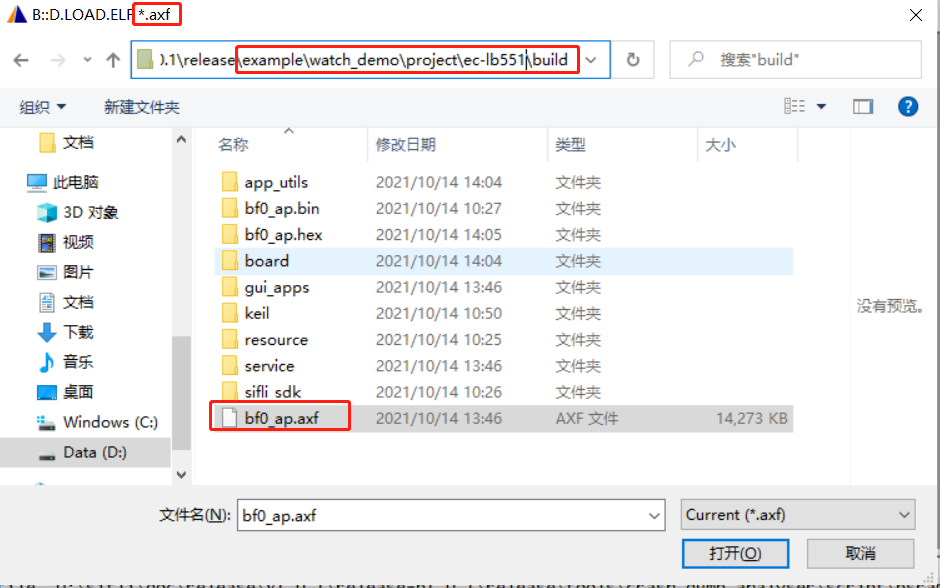 B::D.LOAD.ELF *.axf
).1\release\example\watch_demo\project\ec-lb551\build
搜索"build"
组织
新建文件夹
名称 修改日期 类型 大小
文档
此电脑
3D 对象
视频
图片
文档
下载
音乐
桌面
Windows (C:)
Data (D:)
app_utils 2021/10/14 14:04 文件夹
bf0_ap.bin 2021/10/14 10:27 文件夹
bf0_ap.hex 2021/10/14 14:05 文件夹
board 2021/10/14 14:04 文件夹
gui_apps 2021/10/14 13:46 文件夹
keil 2021/10/14 10:50 文件夹
resource 2021/10/14 10:25 文件夹
service 2021/10/14 13:46 文件夹
sifli_sdk 2021/10/14 10:26 文件夹
bf0_ap.axf 2021/10/14 13:46 AXF 文件 14,273 KB
没有预览。
文件名(N): bf0_ap.axf
Current (*.axf)
打开(O)
取消